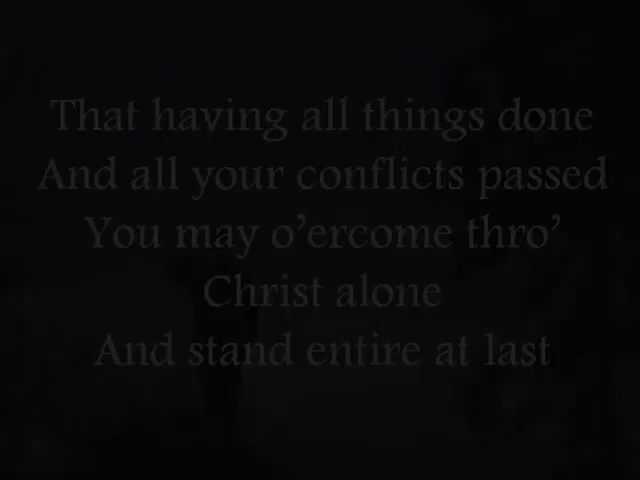 That having all things done
And all your conflicts passed
You may o’ercome thro’
Christ alone
And stand entire at last